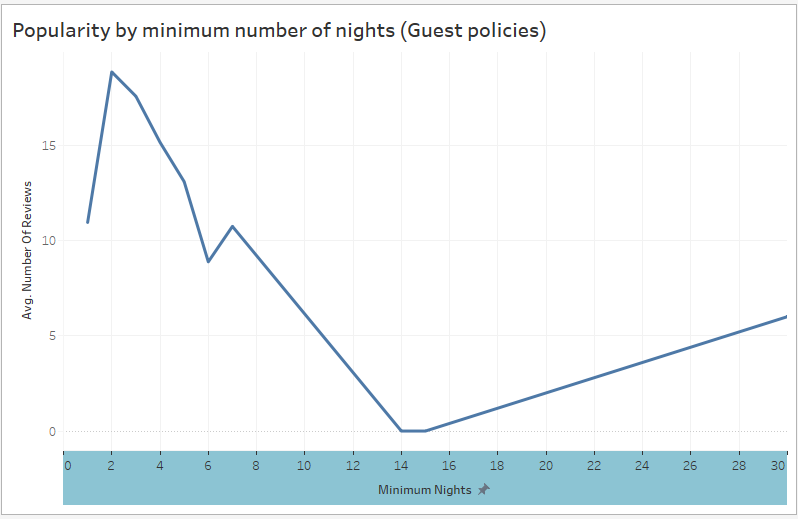 Popularity by minimum number of nights (Guest policies)
Avg. Number Of Reviews
15
10
5
0
0 2 4 6 8 10 12 14 16 18 20 22 24 26 28 30
Minimum Nights